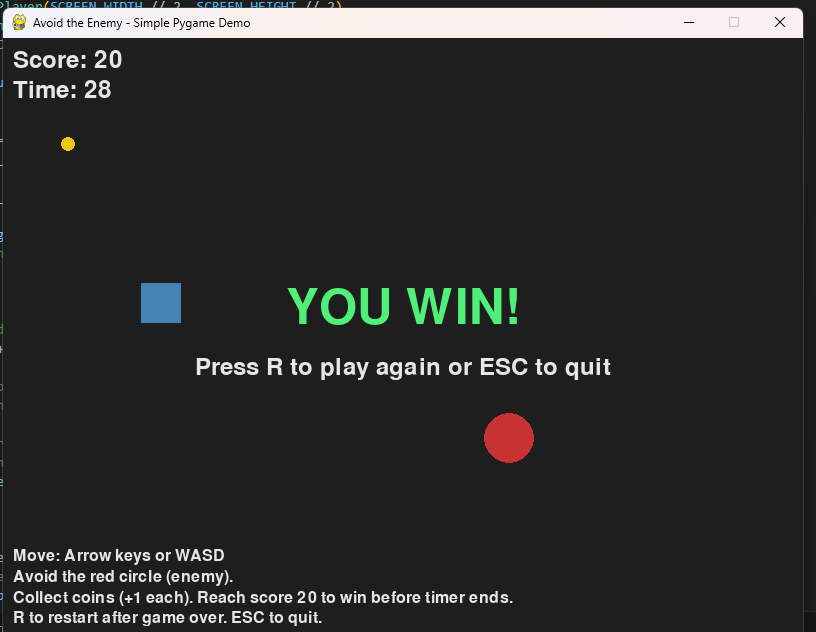 Player(SCREEN_WIDTH // 2, SCREEN_HEIGHT // 2)
Avoid the Enemy - Simple Pygame Demo
Score: 20
Time: 28
YOU WIN!
Press R to play again or ESC to quit
Move: Arrow keys or WASD
Avoid the red circle (enemy).
Collect coins (+1 each). Reach score 20 to win before timer ends.
R to restart after game over. ESC to quit.